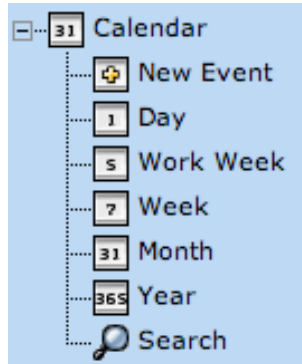 31 Calendar
New Event
1 Day
5 Work Week
7 Week
31 Month
365 Year
Search